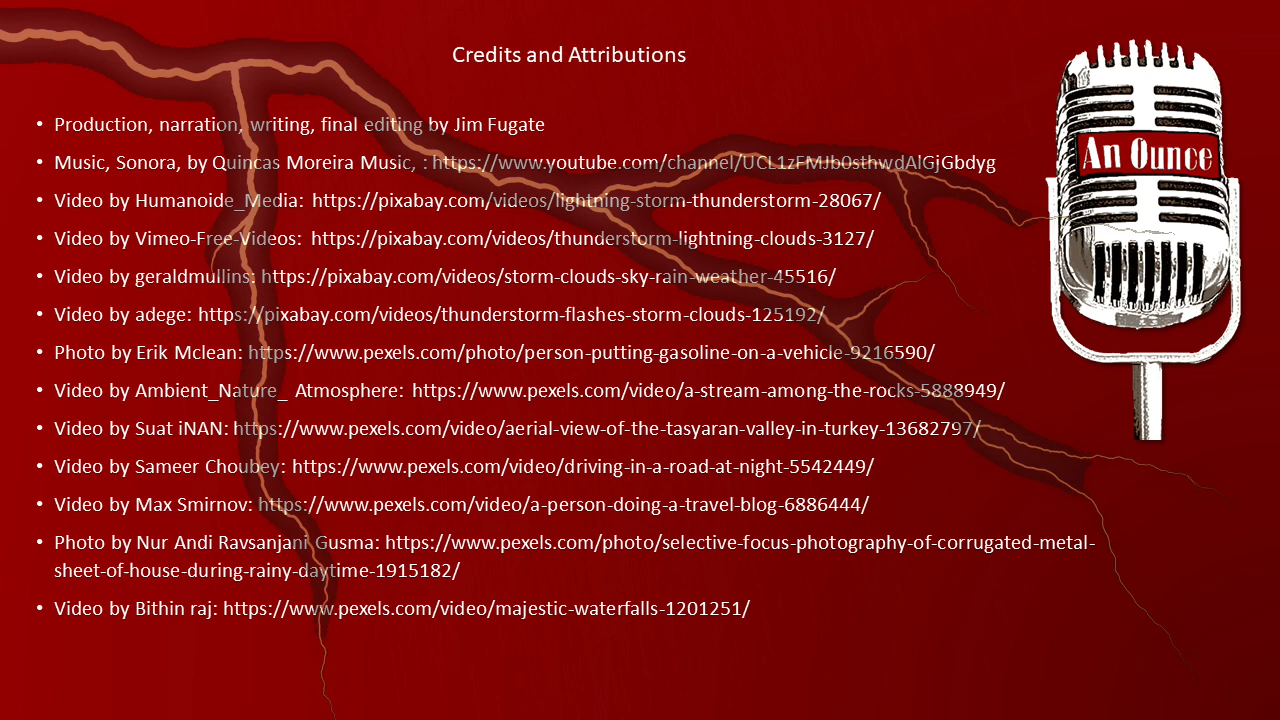 Credits and Attributions
• Production, narration, writing, final editing by Jim Fugate
• Music, Sonora, by Quincas Moreira Music, : https://www.youtube.com/channel/UCL1zFMJb0sthwdAlGjGbdyg
• Video by Humanoide_Media: https://pixabay.com/videos/lightning-storm-thunderstorm-28067/
• Video by Vimeo-Free-Videos: https://pixabay.com/videos/thunderstorm-lightning-clouds-3127/
• Video by geraldmullins: https://pixabay.com/videos/storm-clouds-sky-rain-weather-45516/
• Video by adege: https://pixabay.com/videos/thunderstorm-flashes-storm-clouds-125192/
• Photo by Erik Mclean: https://www.pexels.com/photo/person-putting-gasoline-on-a-vehicle-9216590/
• Video by Ambient_Nature_ Atmosphere: https://www.pexels.com/video/a-stream-among-the-rocks-5888949/
• Video by Suat iNAN: https://www.pexels.com/video/aerial-view-of-the-tasyaran-valley-in-turkey-13682797/
• Video by Sameer Choubey: https://www.pexels.com/video/driving-in-a-road-at-night-5542449/
• Video by Max Smirnov: https://www.pexels.com/video/a-person-doing-a-travel-blog-6886444/
• Photo by Nur Andi Ravsanjani Gusma: https://www.pexels.com/photo/selective-focus-photography-of-corrugated-metal-
sheet-of-house-during-rainy-daytime-1915182/
• Video by Bithin raj: https://www.pexels.com/video/majestic-waterfalls-1201251/
An Ounce